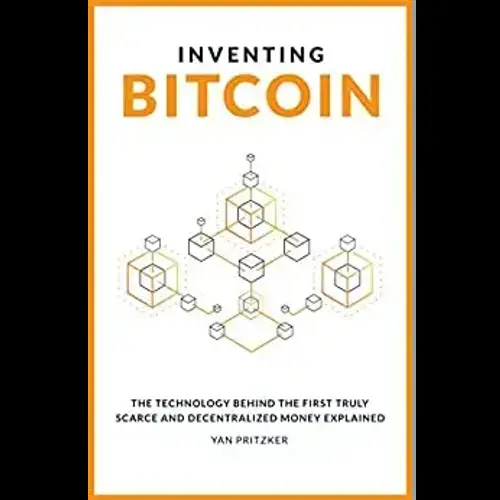 INVENTING
BITCOIN
THE TECHNOLOGY BEHIND THE FIRST TRULY
SCARCE AND DECENTRALIZED MONEY EXPLAINED
YAN PRITZKER